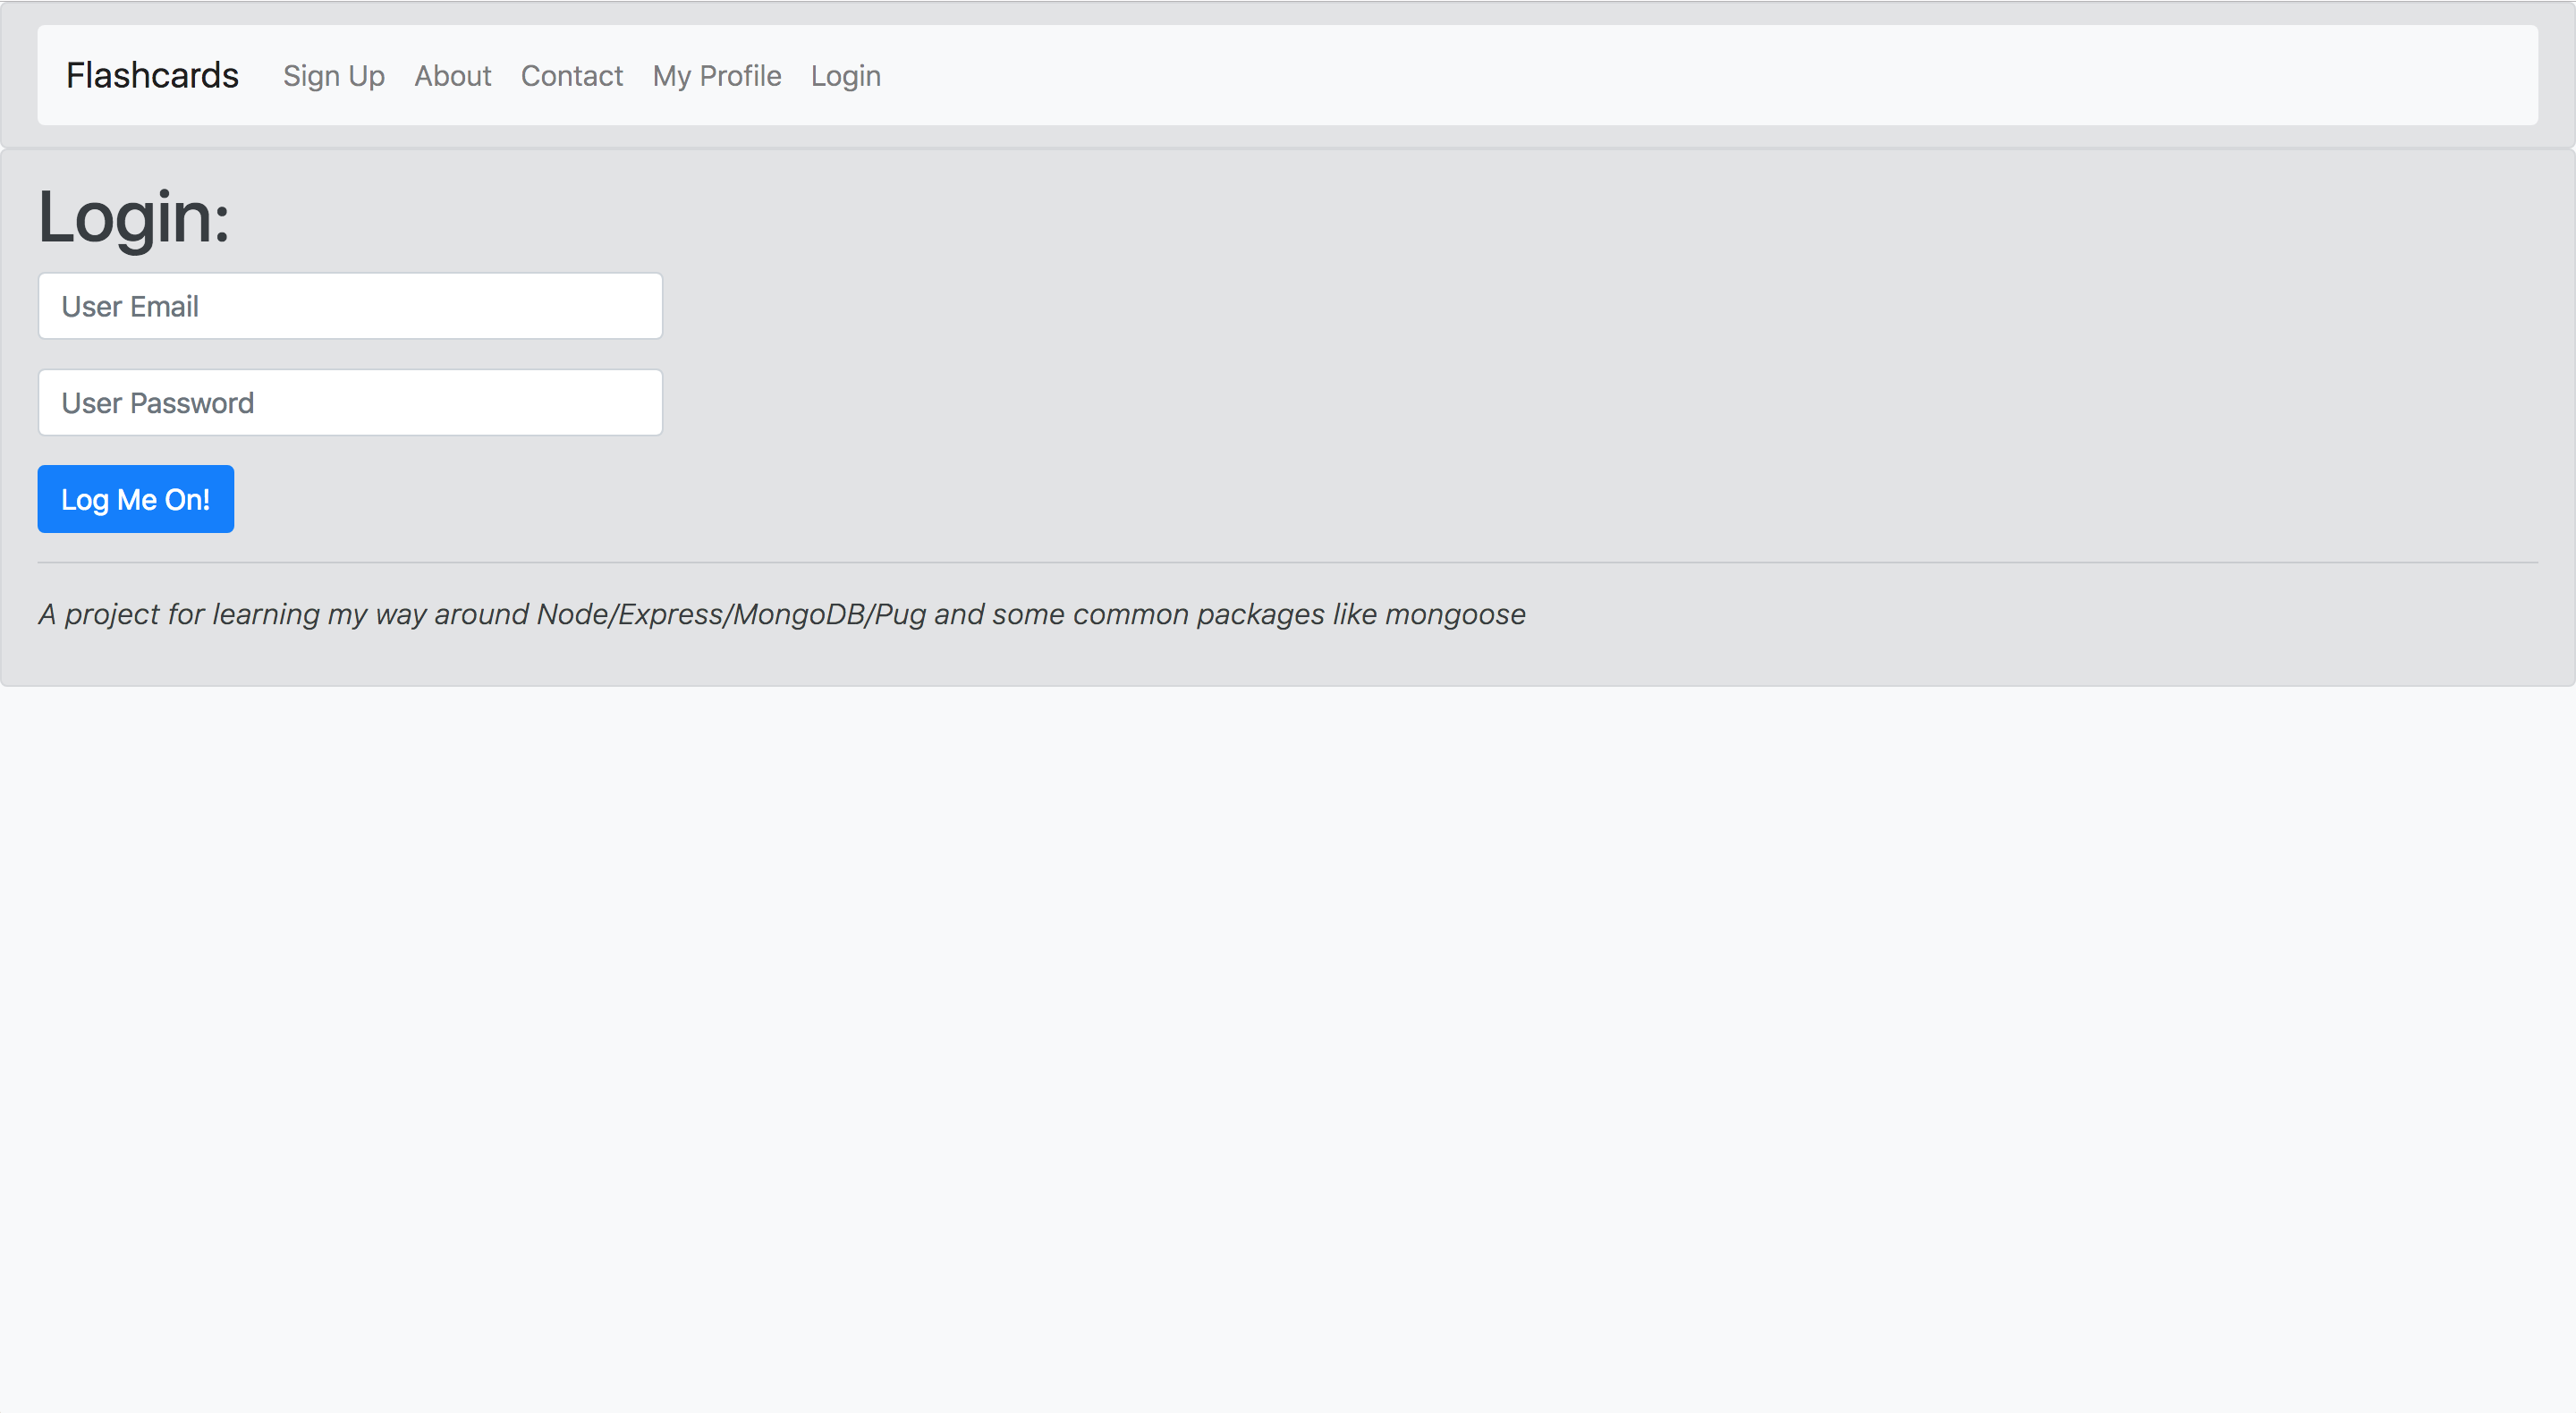 Flashcards Sign Up About Contact My Profile Login
Login:
User Email
User Password
Log Me On!
A project for learning my way around Node/Express/MongoDB/Pug and some common packages like mongoose